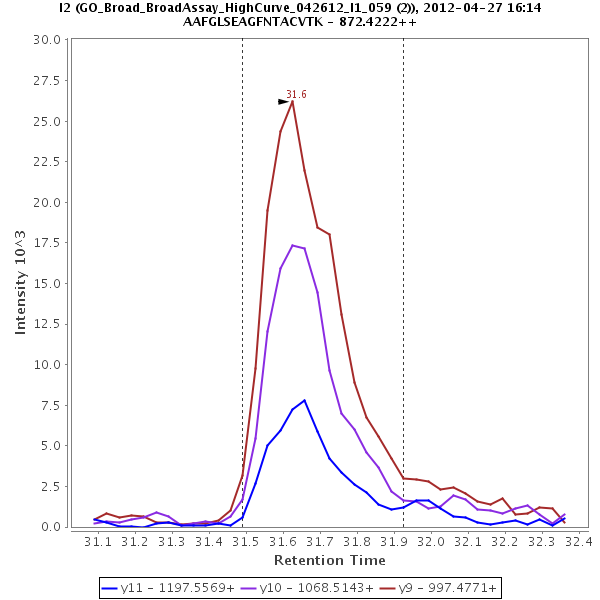 I2 (GO_Broad_BroadAssay_HighCurve_042612_I1_059 (2)), 2012-04-27 16:14
AAFGLSEAGFNTACVTK - 872.4222++
30.0
27.5
25.0
22.5
20.0
17.5
15.0
12.5
10.0
7.5
5.0
2.5
0.0
Intensity 10^3
31.6
31.1 31.2 31.3 31.4 31.5 31.6 31.7 31.8 31.9 32.0 32.1 32.2 32.3 32.4
Retention Time
y11 - 1197.5569+ y10 - 1068.5143+ y9 - 997.4771+